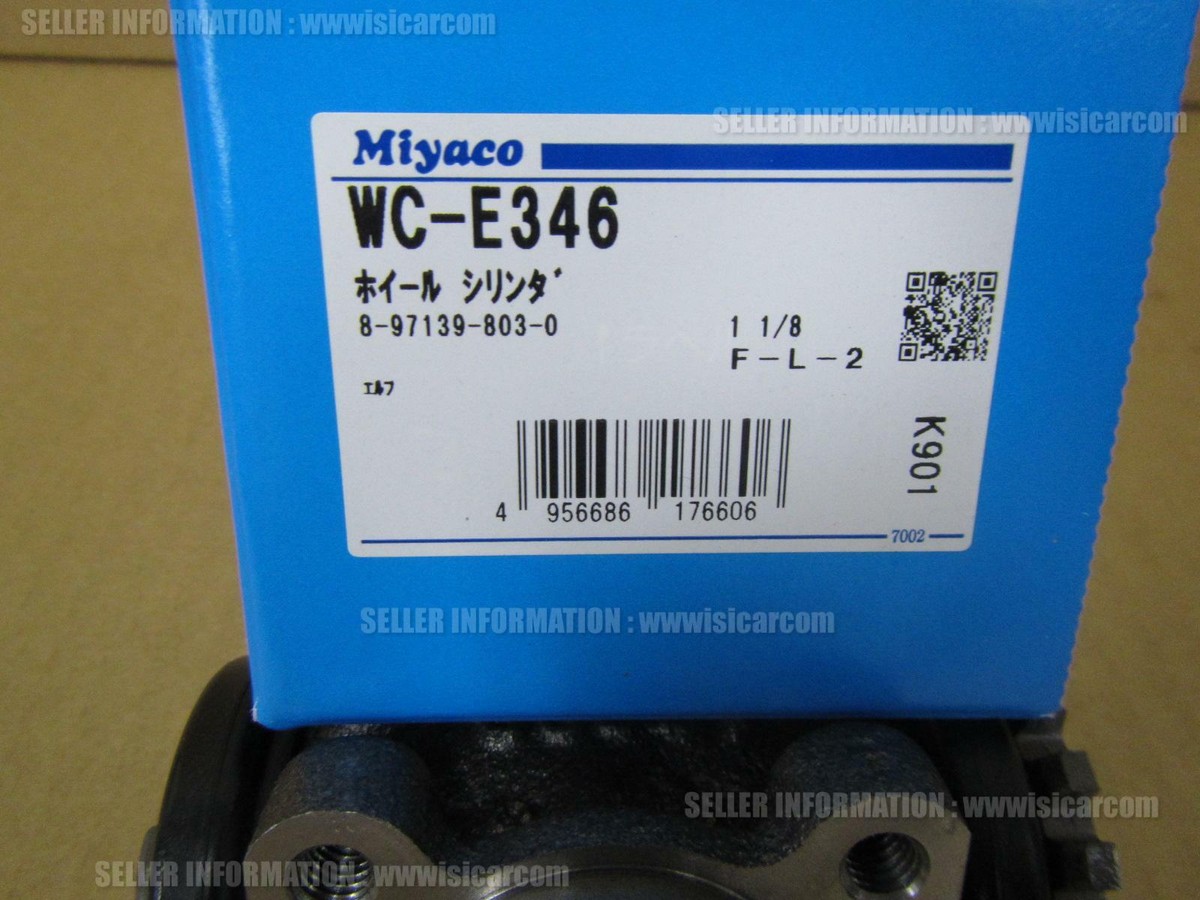 SELLER INFORMATION : wwwisicarcom
SELLER INFORMATION : wwwisicarcom
Miyaco
WC-E346
ホイール シリンダ゛
8-97139-803-0
1 1/8
F-L-2
エルフ
K901
4 956686 176606
7002
SELLER INFORMATION : wwwisicarcom
SELLER INFORMATION : wwwisicarcom
SELLER INFORMATION : wwwisicarcom